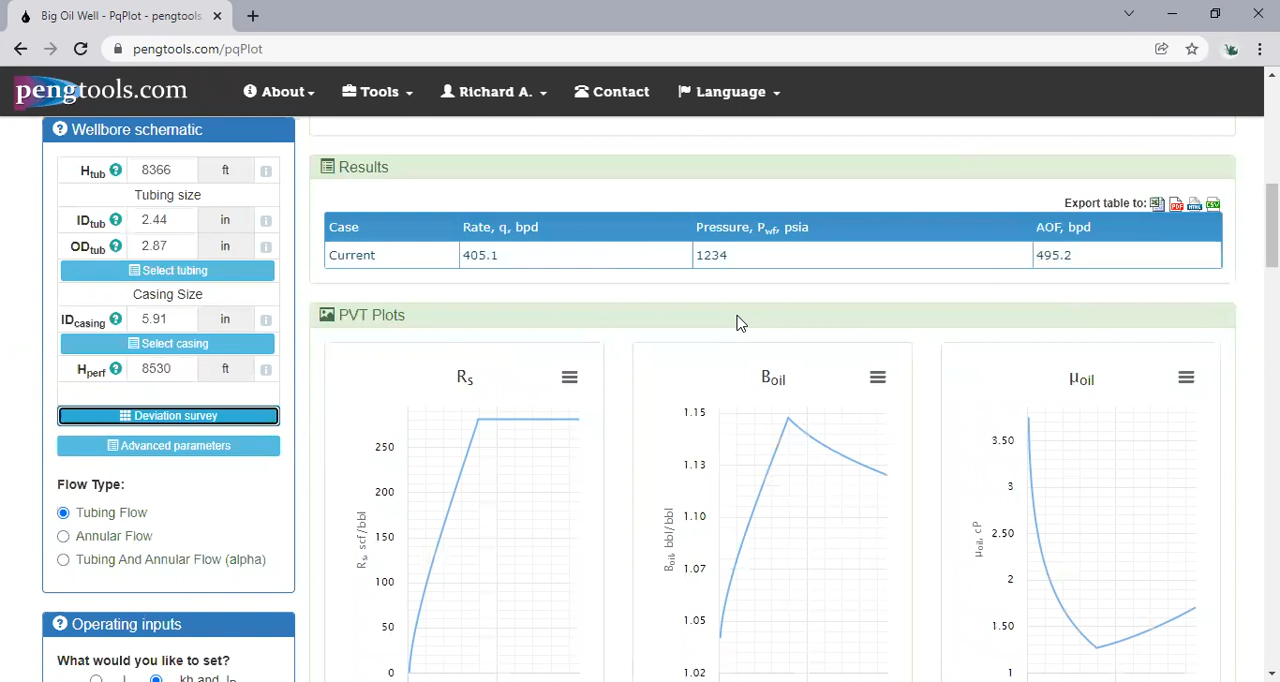 Big Oil Well - PqPlot - pengtools.
pengtools.com/pqPlot
pengtools.com
About
Tools
Richard A.
Contact
Language
Wellbore schematic
Htub 8366 ft
Tubing size
IDtub 2.44 in
ODtub 2.87 in
Select tubing
Casing Size
IDcasing 5.91 in
Select casing
Hperf 8530 ft
Deviation survey
Advanced parameters
Flow Type:
Tubing Flow
Annular Flow
Tubing And Annular Flow (alpha)
Operating inputs
What would you like to set?
Results
Export table to:
Case Rate, q, bpd Pressure, Pwf, psia AOF, bpd
Current 405.1 1234 495.2
PVT Plots
Rs
250
200
150
100
50
0
Rs, scf/bbl
Boil
1.15
1.13
1.10
1.07
1.05
1.02
Boil, bbl/bbl
μoil
3.50
3
2.50
2
1.50
1
μoil, cP